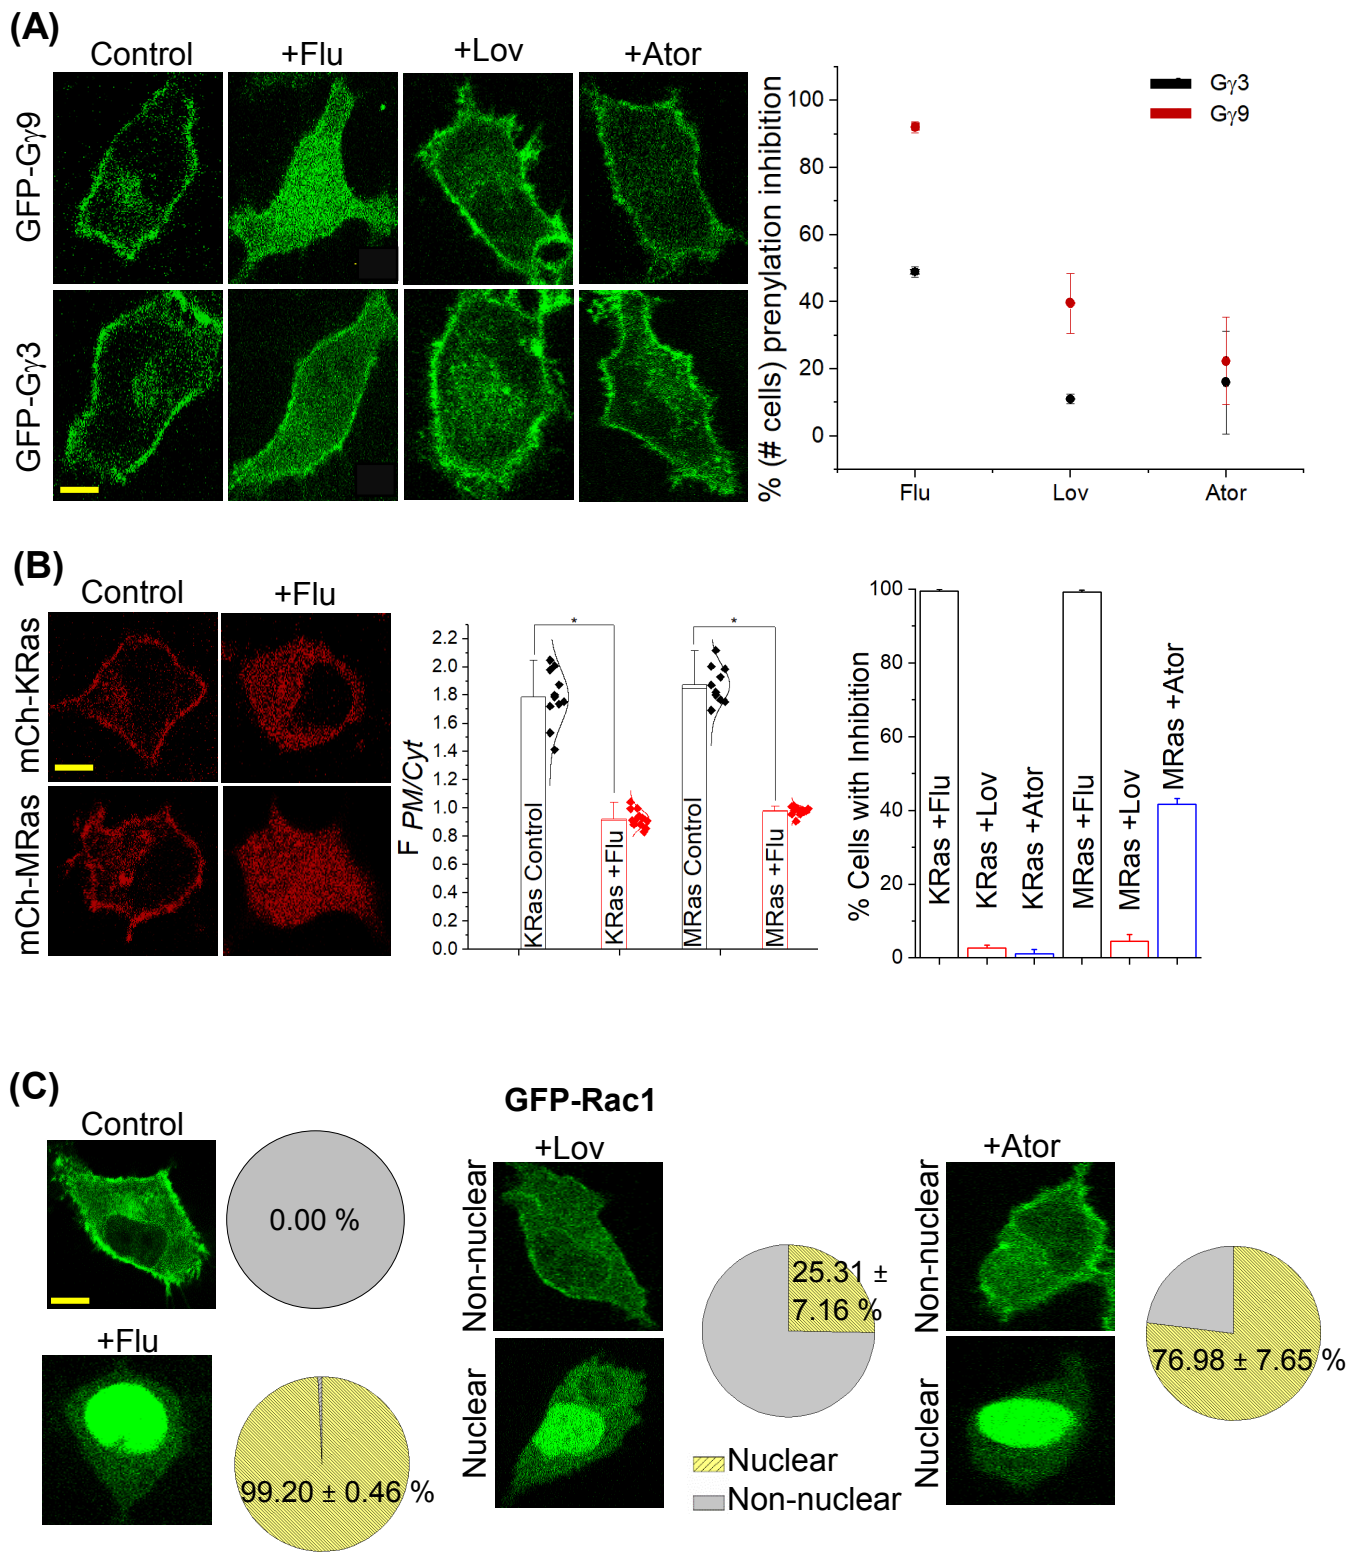 (A)
Control
+Flu
+Lov
+Ator
GFP-Gγ9
GFP-Gγ3
% (# cells) prenylation inhibition
100
80
60
40
20
0
Flu
Lov
Ator
Gγ3
Gγ9
(B)
Control
+Flu
mCh-KRas
mCh-MRas
F PM/Cyt
2.2
2.0
1.8
1.6
1.4
1.2
1.0
0.8
0.6
0.4
0.2
0.0
*
*
KRas Control
KRas +Flu
MRas Control
MRas +Flu
% Cells with Inhibition
100
80
60
40
20
0
KRas +Flu
KRas +Lov
KRas +Ator
MRas +Flu
MRas +Lov
MRas +Ator
(C)
GFP-Rac1
Control
0.00 %
+Flu
99.20 ± 0.46 %
+Lov
Non-nuclear
Nuclear
25.31 ±
7.16 %
Nuclear
Non-nuclear
+Ator
Non-nuclear
Nuclear
76.98 ± 7.65 %